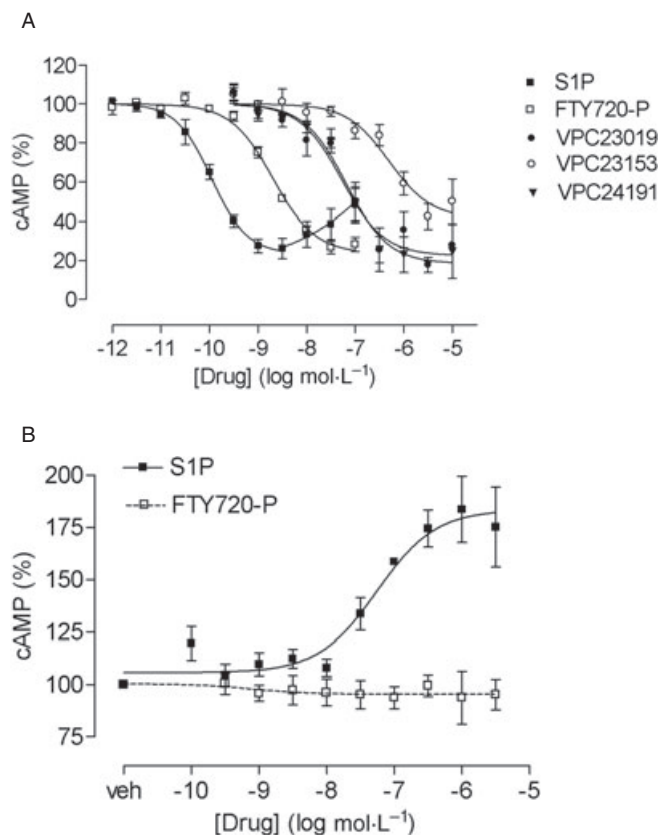 A
120
100
80
60
40
20
0
cAMP (%)
-12 -11 -10 -9 -8 -7 -6 -5
[Drug] (log mol·L⁻¹)
S1P
FTY720-P
VPC23019
VPC23153
VPC24191
B
200
175
150
125
100
75
cAMP (%)
S1P
FTY720-P
veh -10 -9 -8 -7 -6 -5
[Drug] (log mol·L⁻¹)